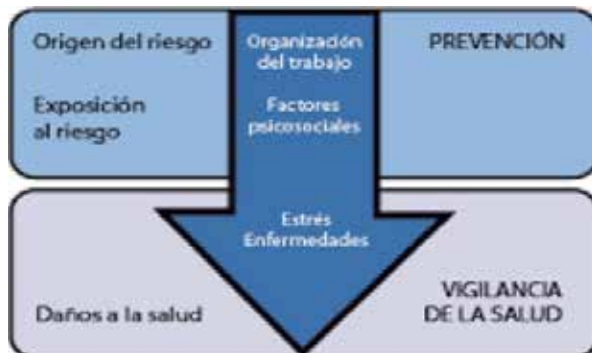 Origen del riesgo
Organización
del trabajo
PREVENCIÓN
Exposición
al riesgo
Factores
psicosociales
Estrés
Enfermedades
Daños a la salud
VIGILANCIA
DE LA SALUD